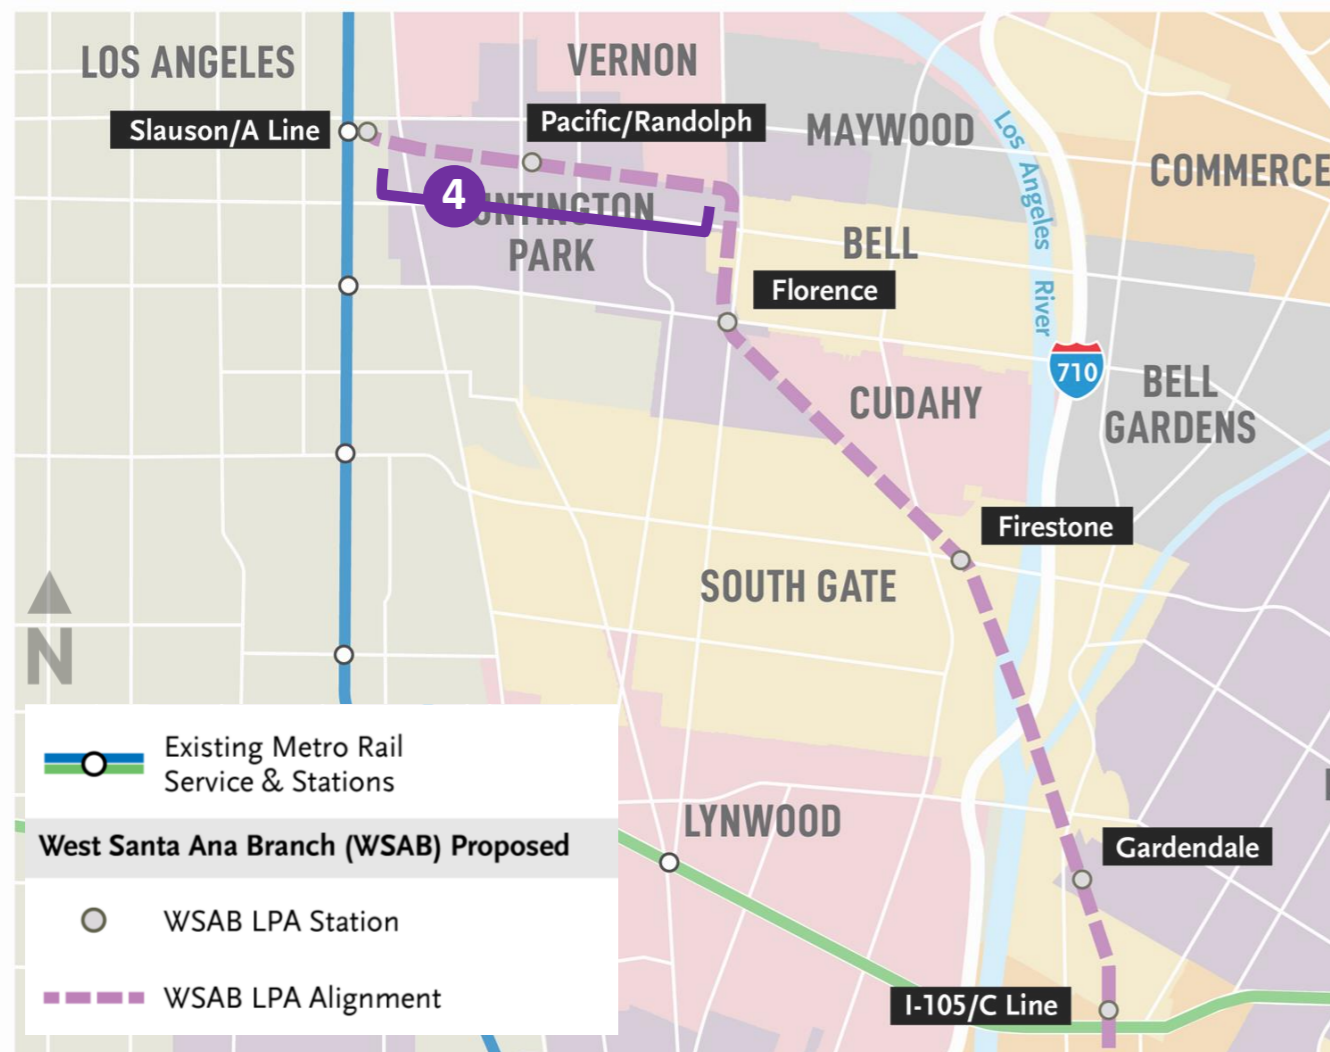 LOS ANGELES
VERNON
Slauson/A Line
Pacific/Randolph
MAYWOOD
Los Angeles River
COMMERCE
4
UNTINGTON
PARK
BELL
Florence
710
CUDAHY
BELL
GARDENS
Firestone
SOUTH GATE
N
Existing Metro Rail
Service & Stations
West Santa Ana Branch (WSAB) Proposed
WSAB LPA Station
WSAB LPA Alignment
LYNWOOD
Gardendale
I-105/C Line